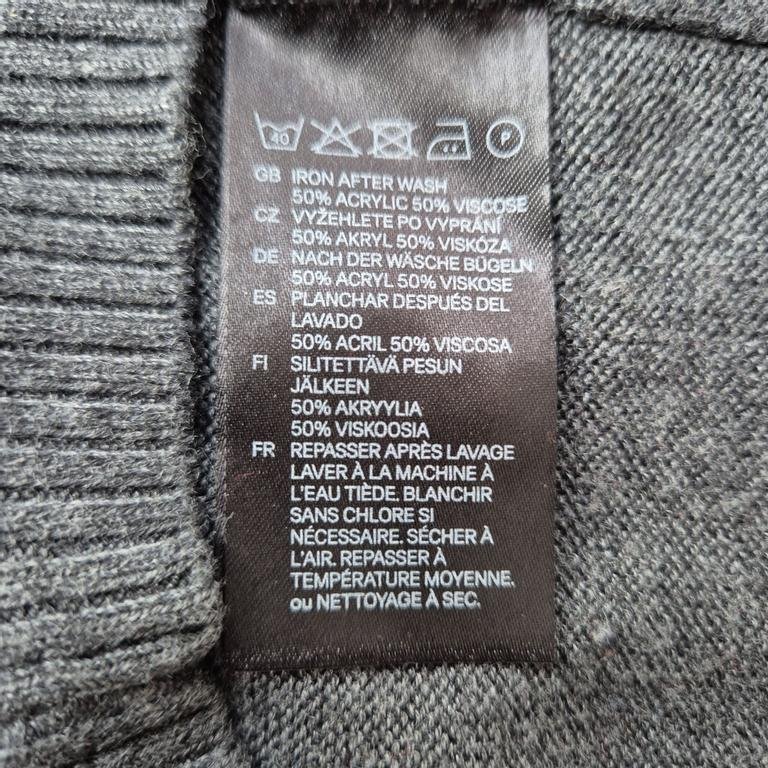 40 P
GB IRON AFTER WASH
50% ACRYLIC 50% VISCOSE
CZ VYŽEHLETE PO VYPRÁNÍ
50% AKRYL 50% VISKÓZA
DE NACH DER WÄSCHE BÜGELN
50% ACRYL 50% VISKOSE
ES PLANCHAR DESPUÉS DEL
LAVADO
50% ACRIL 50% VISCOSA
FI SILITETTÄVÄ PESUN
JÄLKEEN
50% AKRYYLIA
50% VISKOOSIA
FR REPASSER APRÈS LAVAGE
LAVER À LA MACHINE À
L'EAU TIÈDE. BLANCHIR
SANS CHLORE SI
NÉCESSAIRE. SÉCHER À
L'AIR. REPASSER À
TEMPÉRATURE MOYENNE.
ou NETTOYAGE À SEC.